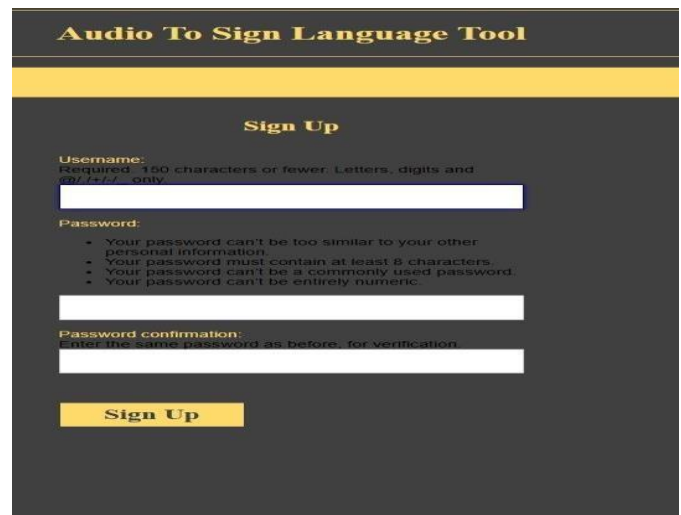 Audio To Sign Language Tool
Sign Up
Username:
Required. 150 characters or fewer. Letters, digits and
@/./+/-/_ only.
Password:
• Your password can't be too similar to your other
personal information.
• Your password must contain at least 8 characters.
• Your password can't be a commonly used password.
• Your password can't be entirely numeric.
Password confirmation:
Enter the same password as before, for verification.
Sign Up